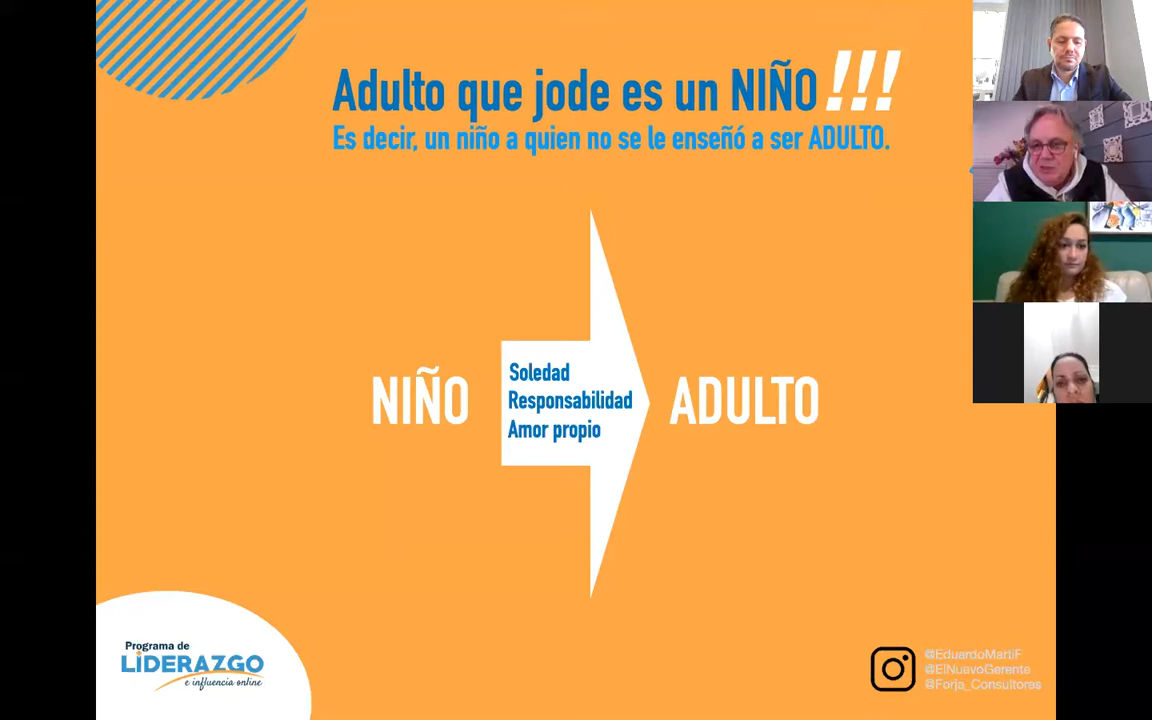 Adulto que jode es un NIÑO!!!
Es decir, un niño a quien no se le enseñó a ser ADULTO.
NIÑO
Soledad
Responsabilidad
Amor propio
ADULTO
Programa de
LIDERAZGO
e influencia online
@EduardoMartiF
@ElNuevoGerente
@Forja_Consultores